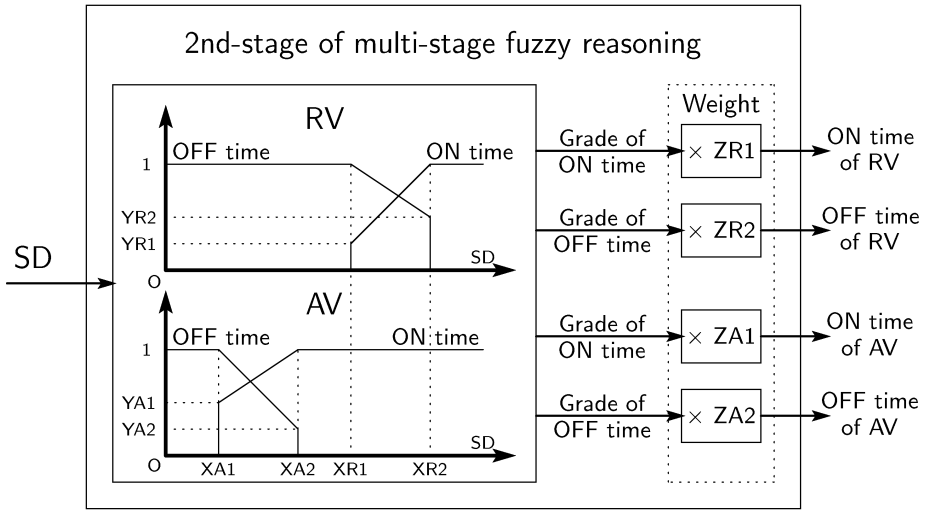 2nd-stage of multi-stage fuzzy reasoning
SD
RV
OFF time
ON time
1
YR2
YR1
O
SD
AV
OFF time
ON time
1
YA1
YA2
O
SD
XA1
XA2
XR1
XR2
Weight
Grade of
ON time
× ZR1
ON time
of RV
Grade of
OFF time
× ZR2
OFF time
of RV
Grade of
ON time
× ZA1
ON time
of AV
Grade of
OFF time
× ZA2
OFF time
of AV